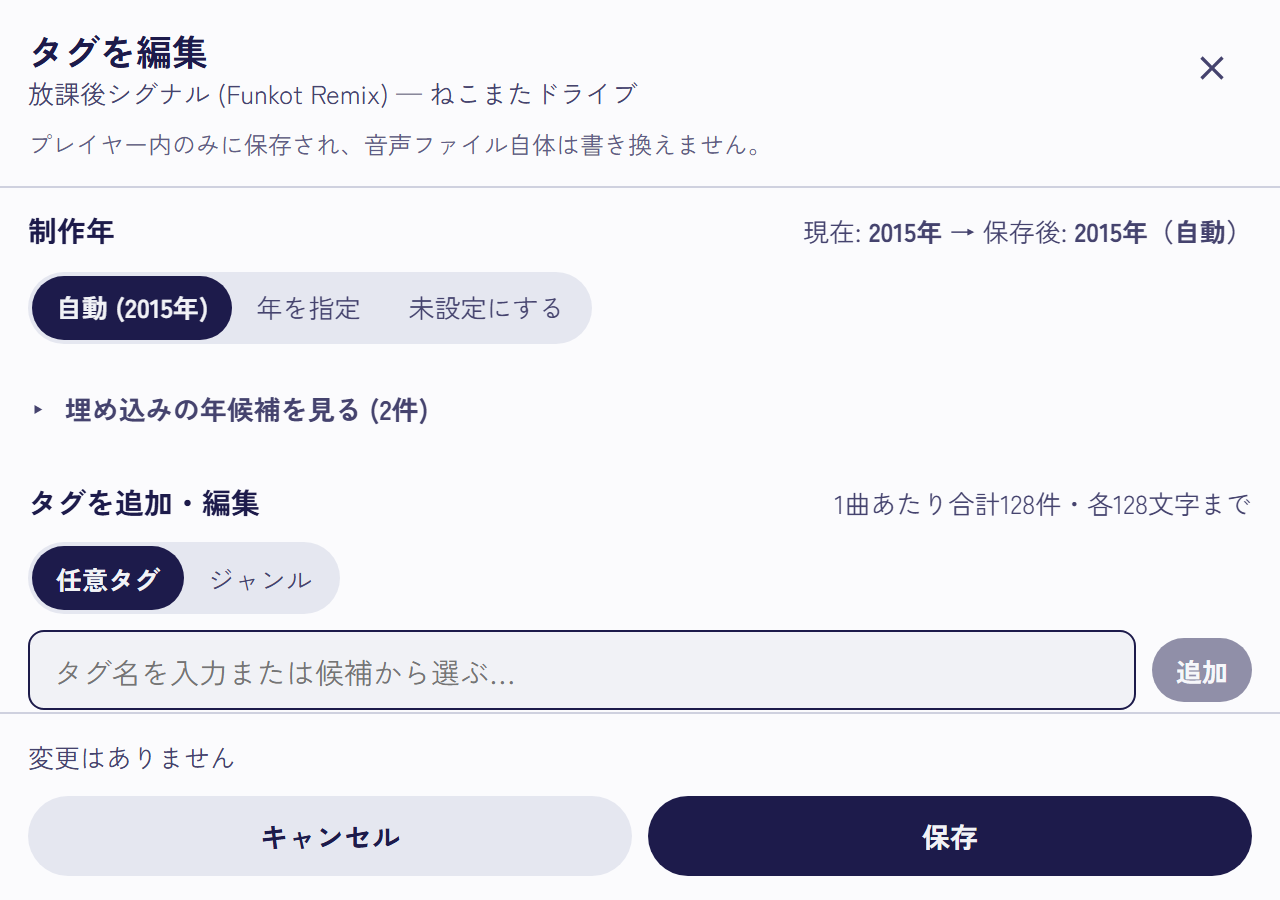 タグを編集
放課後シグナル (Funkot Remix) — ねこまたドライブ
プレイヤー内のみに保存され、音声ファイル自体は書き換えません。
制作年
現在: 2015年 → 保存後: 2015年（自動）
自動 (2015年) 年を指定 未設定にする
▸ 埋め込みの年候補を見る (2件)
タグを追加・編集
1曲あたり合計128件・各128文字まで
任意タグ ジャンル
タグ名を入力または候補から選ぶ…
追加
変更はありません
キャンセル 保存